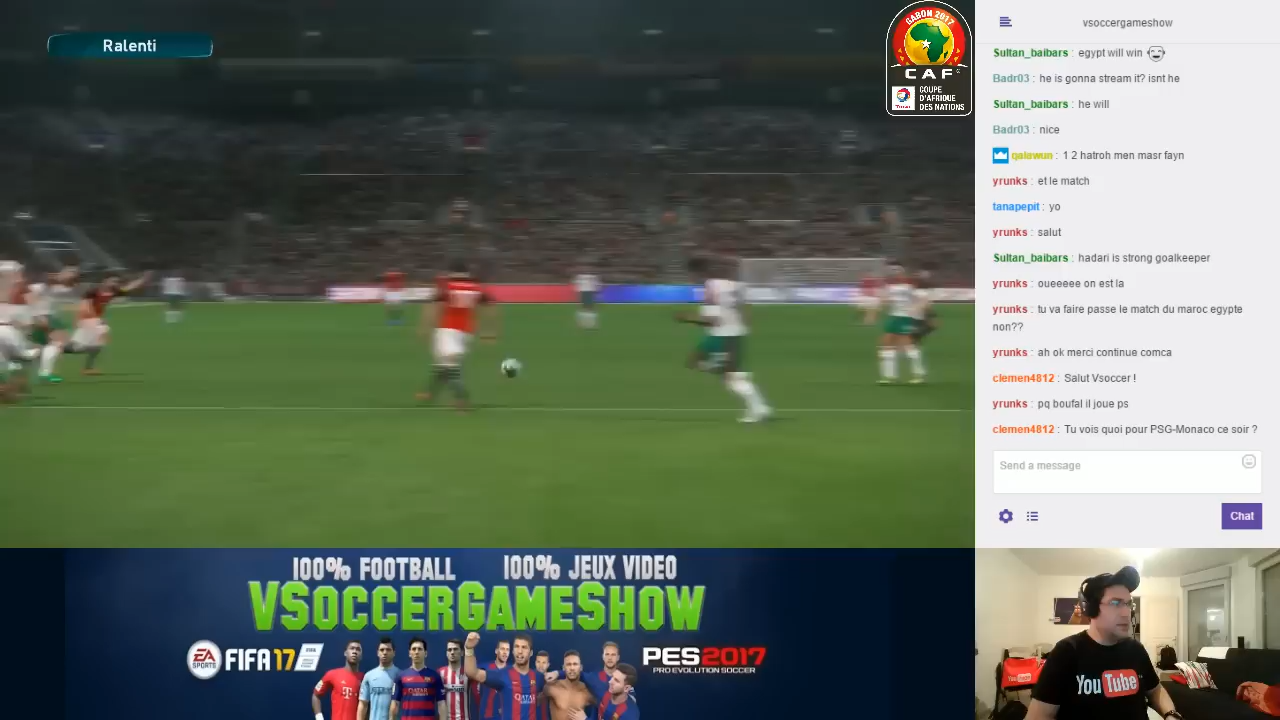 Ralenti
GABON 2017
CAF
TOTAL
COUPE
D'AFRIQUE
DES NATIONS
vsoccergameshow
Sultan_baibars : egypt will win
Badr03 : he is gonna stream it? isnt he
Sultan_baibars : he will
Badr03 : nice
qalawun : 1 2 hatroh men masr fayn
yrunks : et le match
tanapepit : yo
yrunks : salut
Sultan_baibars : hadari is strong goalkeeper
yrunks : oueeeee on est la
yrunks : tu va faire passe le match du maroc egypte
non??
yrunks : ah ok merci continue comca
clemen4812 : Salut Vsoccer !
yrunks : pq boufal il joue ps
clemen4812 : Tu vois quoi pour PSG-Monaco ce soir ?
Send a message
Chat
100% FOOTBALL 100% JEUX VIDEO
VSOCCERGAMESHOW
EA
SPORTS
FIFA 17
PES2017
PRO EVOLUTION SOCCER
YouTube